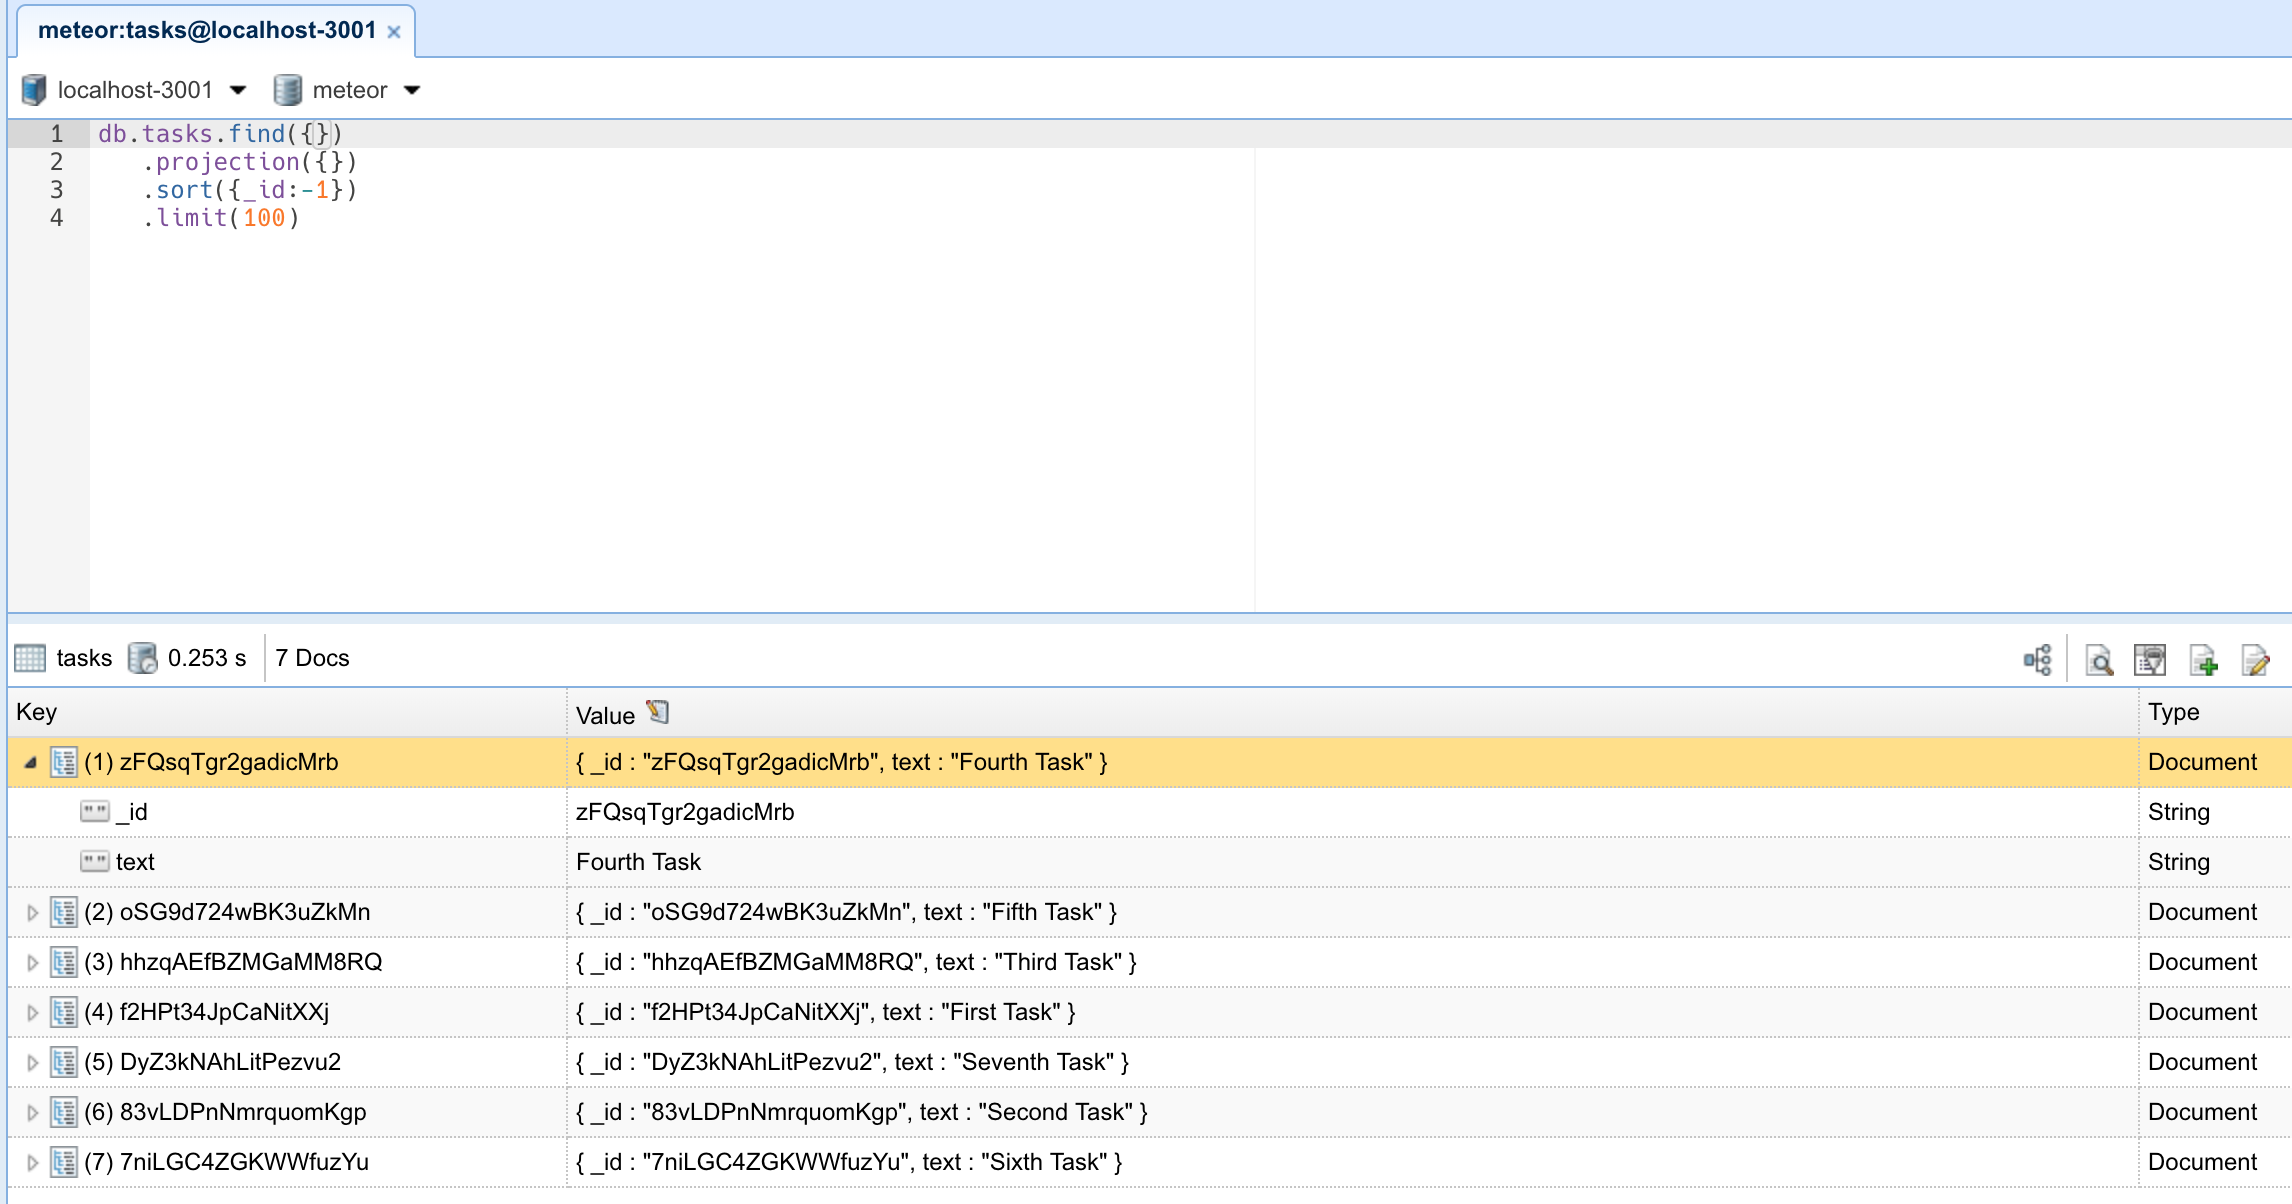 meteor:tasks@localhost-3001 ×
localhost-3001 meteor
1 db.tasks.find({})
2 .projection({})
3 .sort({_id:-1})
4 .limit(100)
tasks 0.253 s 7 Docs
Key Value Type
(1) zFQsqTgr2gadicMrb { _id : "zFQsqTgr2gadicMrb", text : "Fourth Task" } Document
"" _id zFQsqTgr2gadicMrb String
"" text Fourth Task String
(2) oSG9d724wBK3uZkMn { _id : "oSG9d724wBK3uZkMn", text : "Fifth Task" } Document
(3) hhzqAEfBZMGaMM8RQ { _id : "hhzqAEfBZMGaMM8RQ", text : "Third Task" } Document
(4) f2HPt34JpCaNitXXj { _id : "f2HPt34JpCaNitXXj", text : "First Task" } Document
(5) DyZ3kNAhLitPezvu2 { _id : "DyZ3kNAhLitPezvu2", text : "Seventh Task" } Document
(6) 83vLDPnNmrquomKgp { _id : "83vLDPnNmrquomKgp", text : "Second Task" } Document
(7) 7niLGC4ZGKWWfuzYu { _id : "7niLGC4ZGKWWfuzYu", text : "Sixth Task" } Document